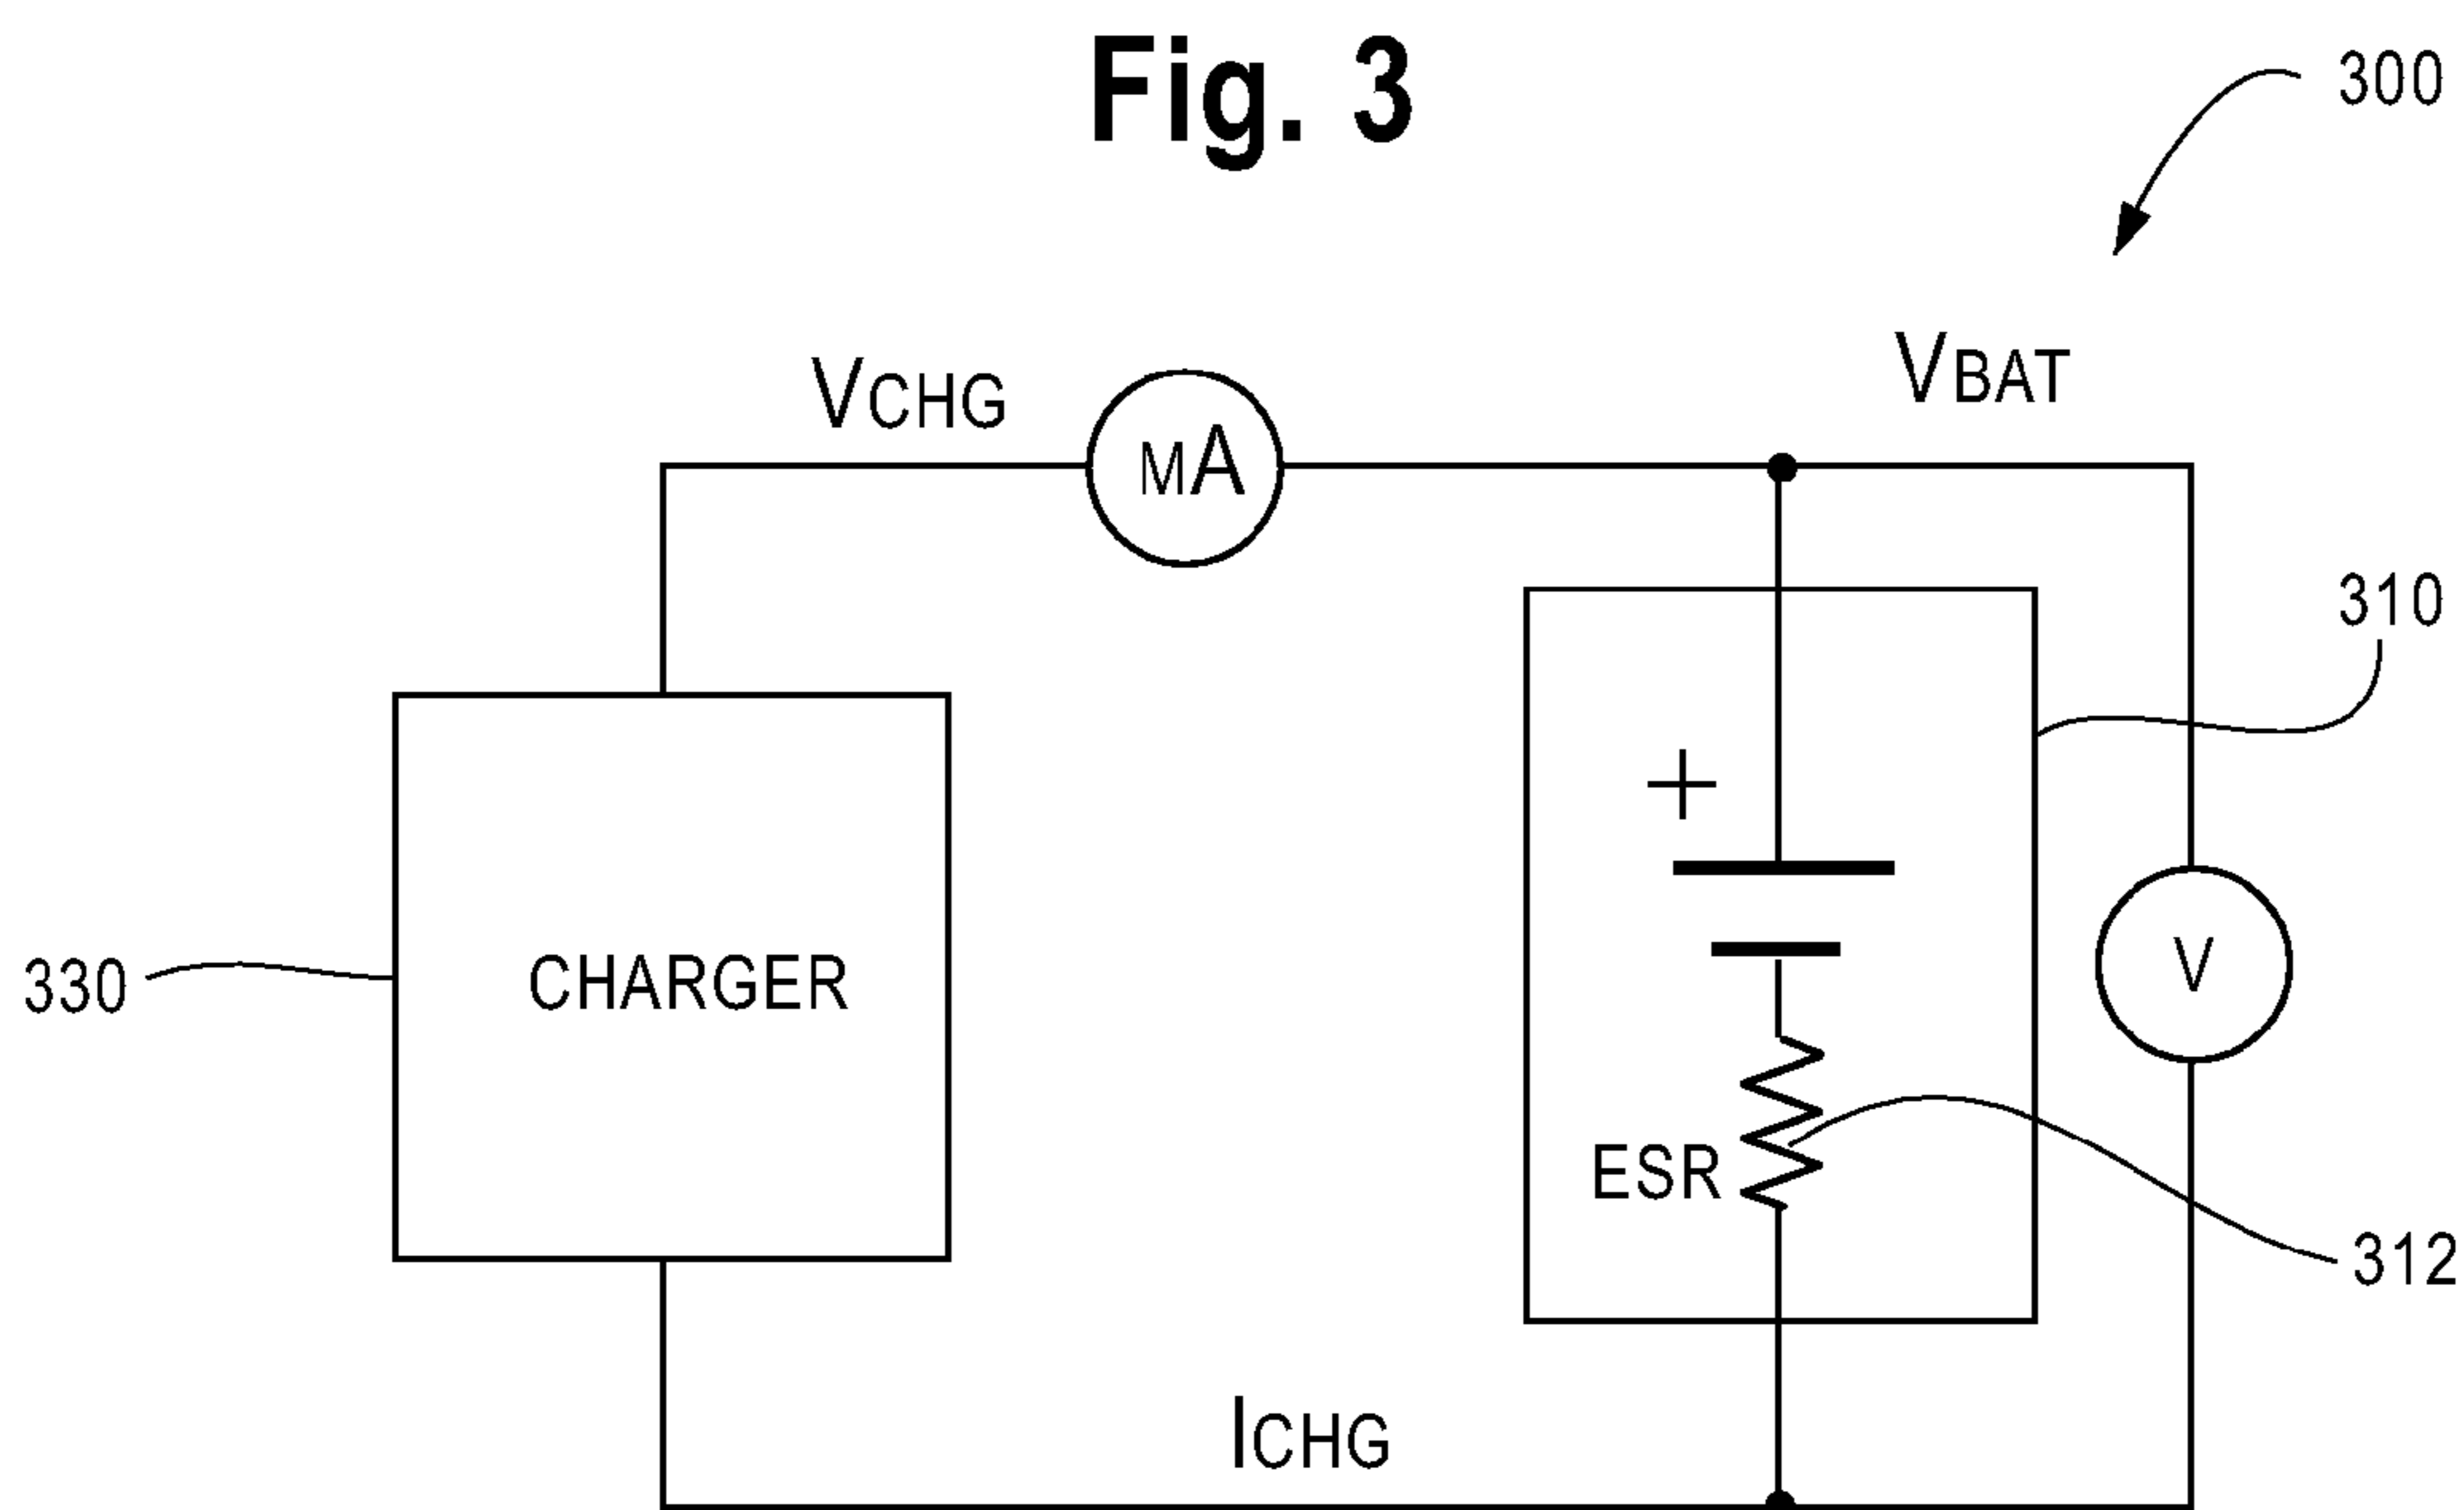 Fig. 3
300
VCHG
MA
VBAT
310
+
330
CHARGER
V
ESR
312
ICHG